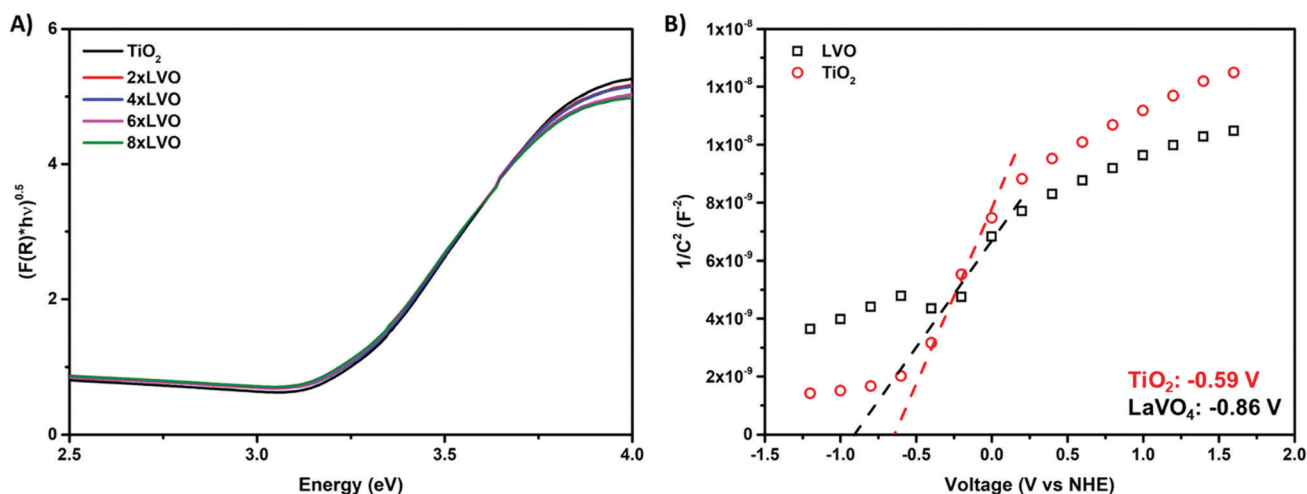 A)
6
4
2
0
(F(R)*hν)^0.5
TiO₂
2xLVO
4xLVO
6xLVO
8xLVO
2.5 3.0 3.5 4.0
Energy (eV)
B)
1x10⁻⁸
1x10⁻⁸
1x10⁻⁸
8x10⁻⁹
6x10⁻⁹
4x10⁻⁹
2x10⁻⁹
0
1/C² (F⁻²)
LVO
TiO₂
TiO₂: -0.59 V
LaVO₄: -0.86 V
-1.5 -1.0 -0.5 0.0 0.5 1.0 1.5 2.0
Voltage (V vs NHE)